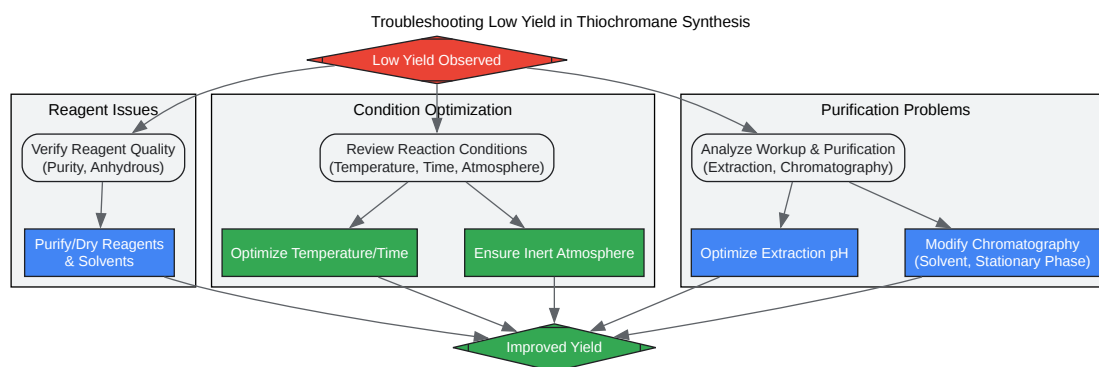 Troubleshooting Low Yield in Thiochromane Synthesis
Low Yield Observed
Reagent Issues
Condition Optimization
Purification Problems
Verify Reagent Quality
(Purity, Anhydrous)
Review Reaction Conditions
(Temperature, Time, Atmosphere)
Analyze Workup & Purification
(Extraction, Chromatography)
Purify/Dry Reagents
& Solvents
Optimize Temperature/Time
Ensure Inert Atmosphere
Optimize Extraction pH
Modify Chromatography
(Solvent, Stationary Phase)
Improved Yield